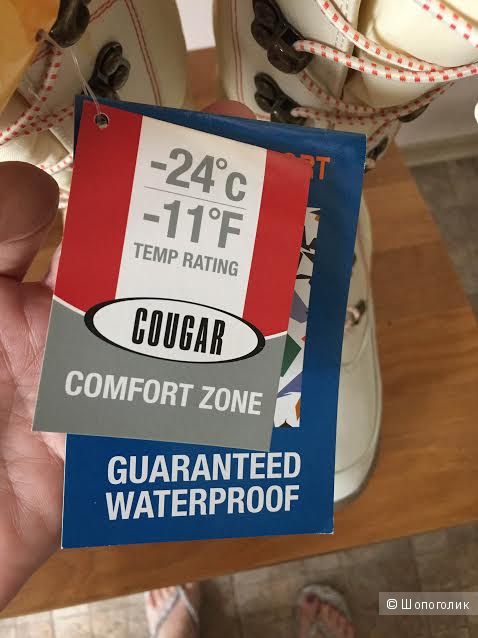 -24°C
-11°F
TEMP RATING
COUGAR
COMFORT ZONE
GUARANTEED
WATERPROOF
© Шопоголик